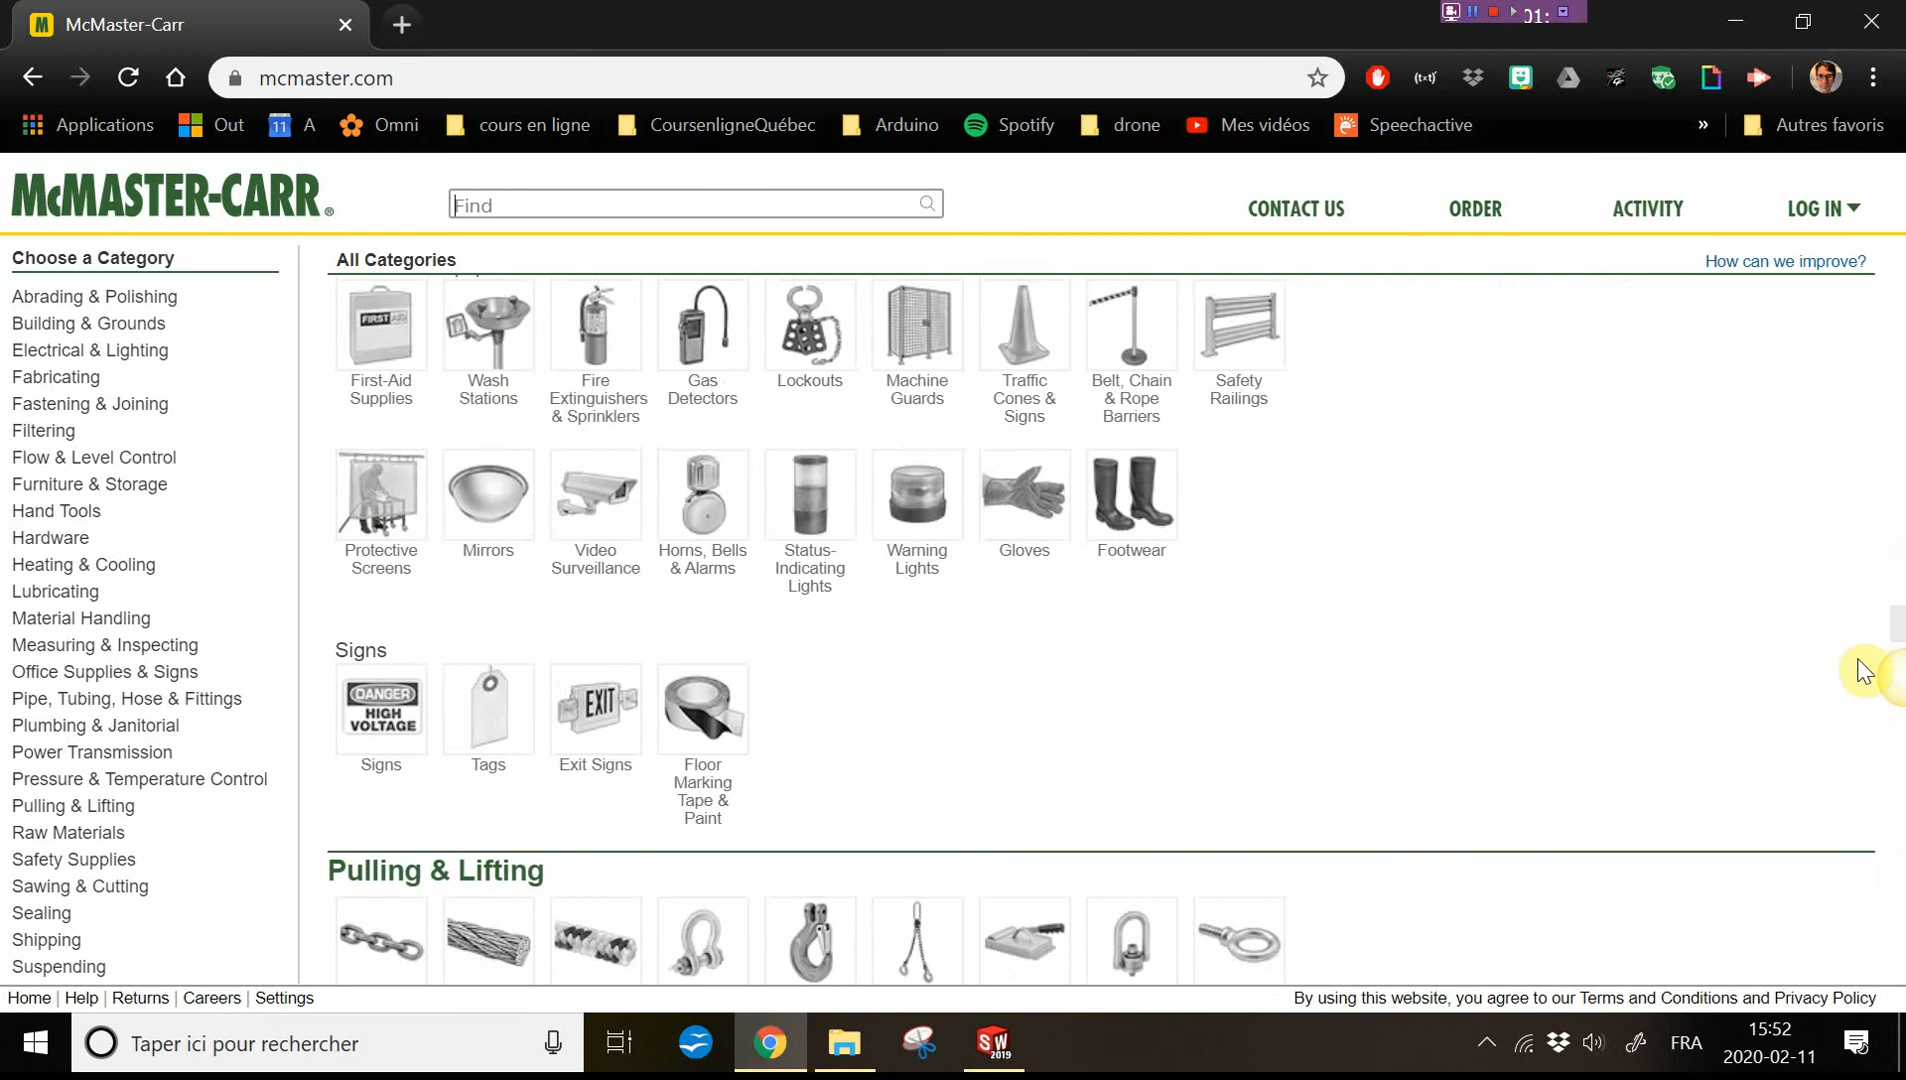 McMaster-Carr
01:
mcmaster.com
Applications Out 11 A Omni cours en ligne CoursenligneQuébec Arduino Spotify drone Mes vidéos Speechactive » Autres favoris
McMASTER-CARR®
Find
CONTACT US ORDER ACTIVITY LOG IN
Choose a Category
Abrading & Polishing
Building & Grounds
Electrical & Lighting
Fabricating
Fastening & Joining
Filtering
Flow & Level Control
Furniture & Storage
Hand Tools
Hardware
Heating & Cooling
Lubricating
Material Handling
Measuring & Inspecting
Office Supplies & Signs
Pipe, Tubing, Hose & Fittings
Plumbing & Janitorial
Power Transmission
Pressure & Temperature Control
Pulling & Lifting
Raw Materials
Safety Supplies
Sawing & Cutting
Sealing
Shipping
Suspending
All Categories
How can we improve?
FIRST AID
First-Aid
Supplies
Wash
Stations
Fire
Extinguishers
& Sprinklers
Gas
Detectors
Lockouts
Machine
Guards
Traffic
Cones &
Signs
Belt, Chain
& Rope
Barriers
Safety
Railings
Protective
Screens
Mirrors
Video
Surveillance
Horns, Bells
& Alarms
Status-
Indicating
Lights
Warning
Lights
Gloves
Footwear
Signs
DANGER
HIGH
VOLTAGE
EXIT
Signs
Tags
Exit Signs
Floor
Marking
Tape &
Paint
Pulling & Lifting
Home | Help | Returns | Careers | Settings
By using this website, you agree to our Terms and Conditions and Privacy Policy
Taper ici pour rechercher
SW
2019
FRA
15:52
2020-02-11